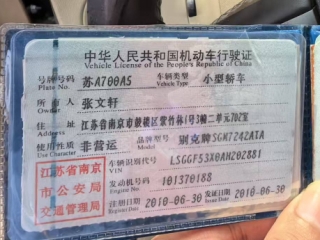 中华人民共和国机动车行驶证
Vehicle License of the People's Republic of China
号牌号码 苏A700AS 车辆类型 小型轿车
Plate No. Vehicle Type
所有人 张文轩
Owner
住址 江苏省南京市鼓楼区紫竹林1号3幢二单元702室
Address
使用性质 非营运 品牌型号 别克牌SGM7242ATA
Use Character Model
江苏省南京市公安局交通管理局
车辆识别代号 LSGGF53X0AH202881
VIN
发动机号码 101370188
Engine No.
注册日期 2010-06-30 发证日期 2010-06-30
Register Date Issue Date